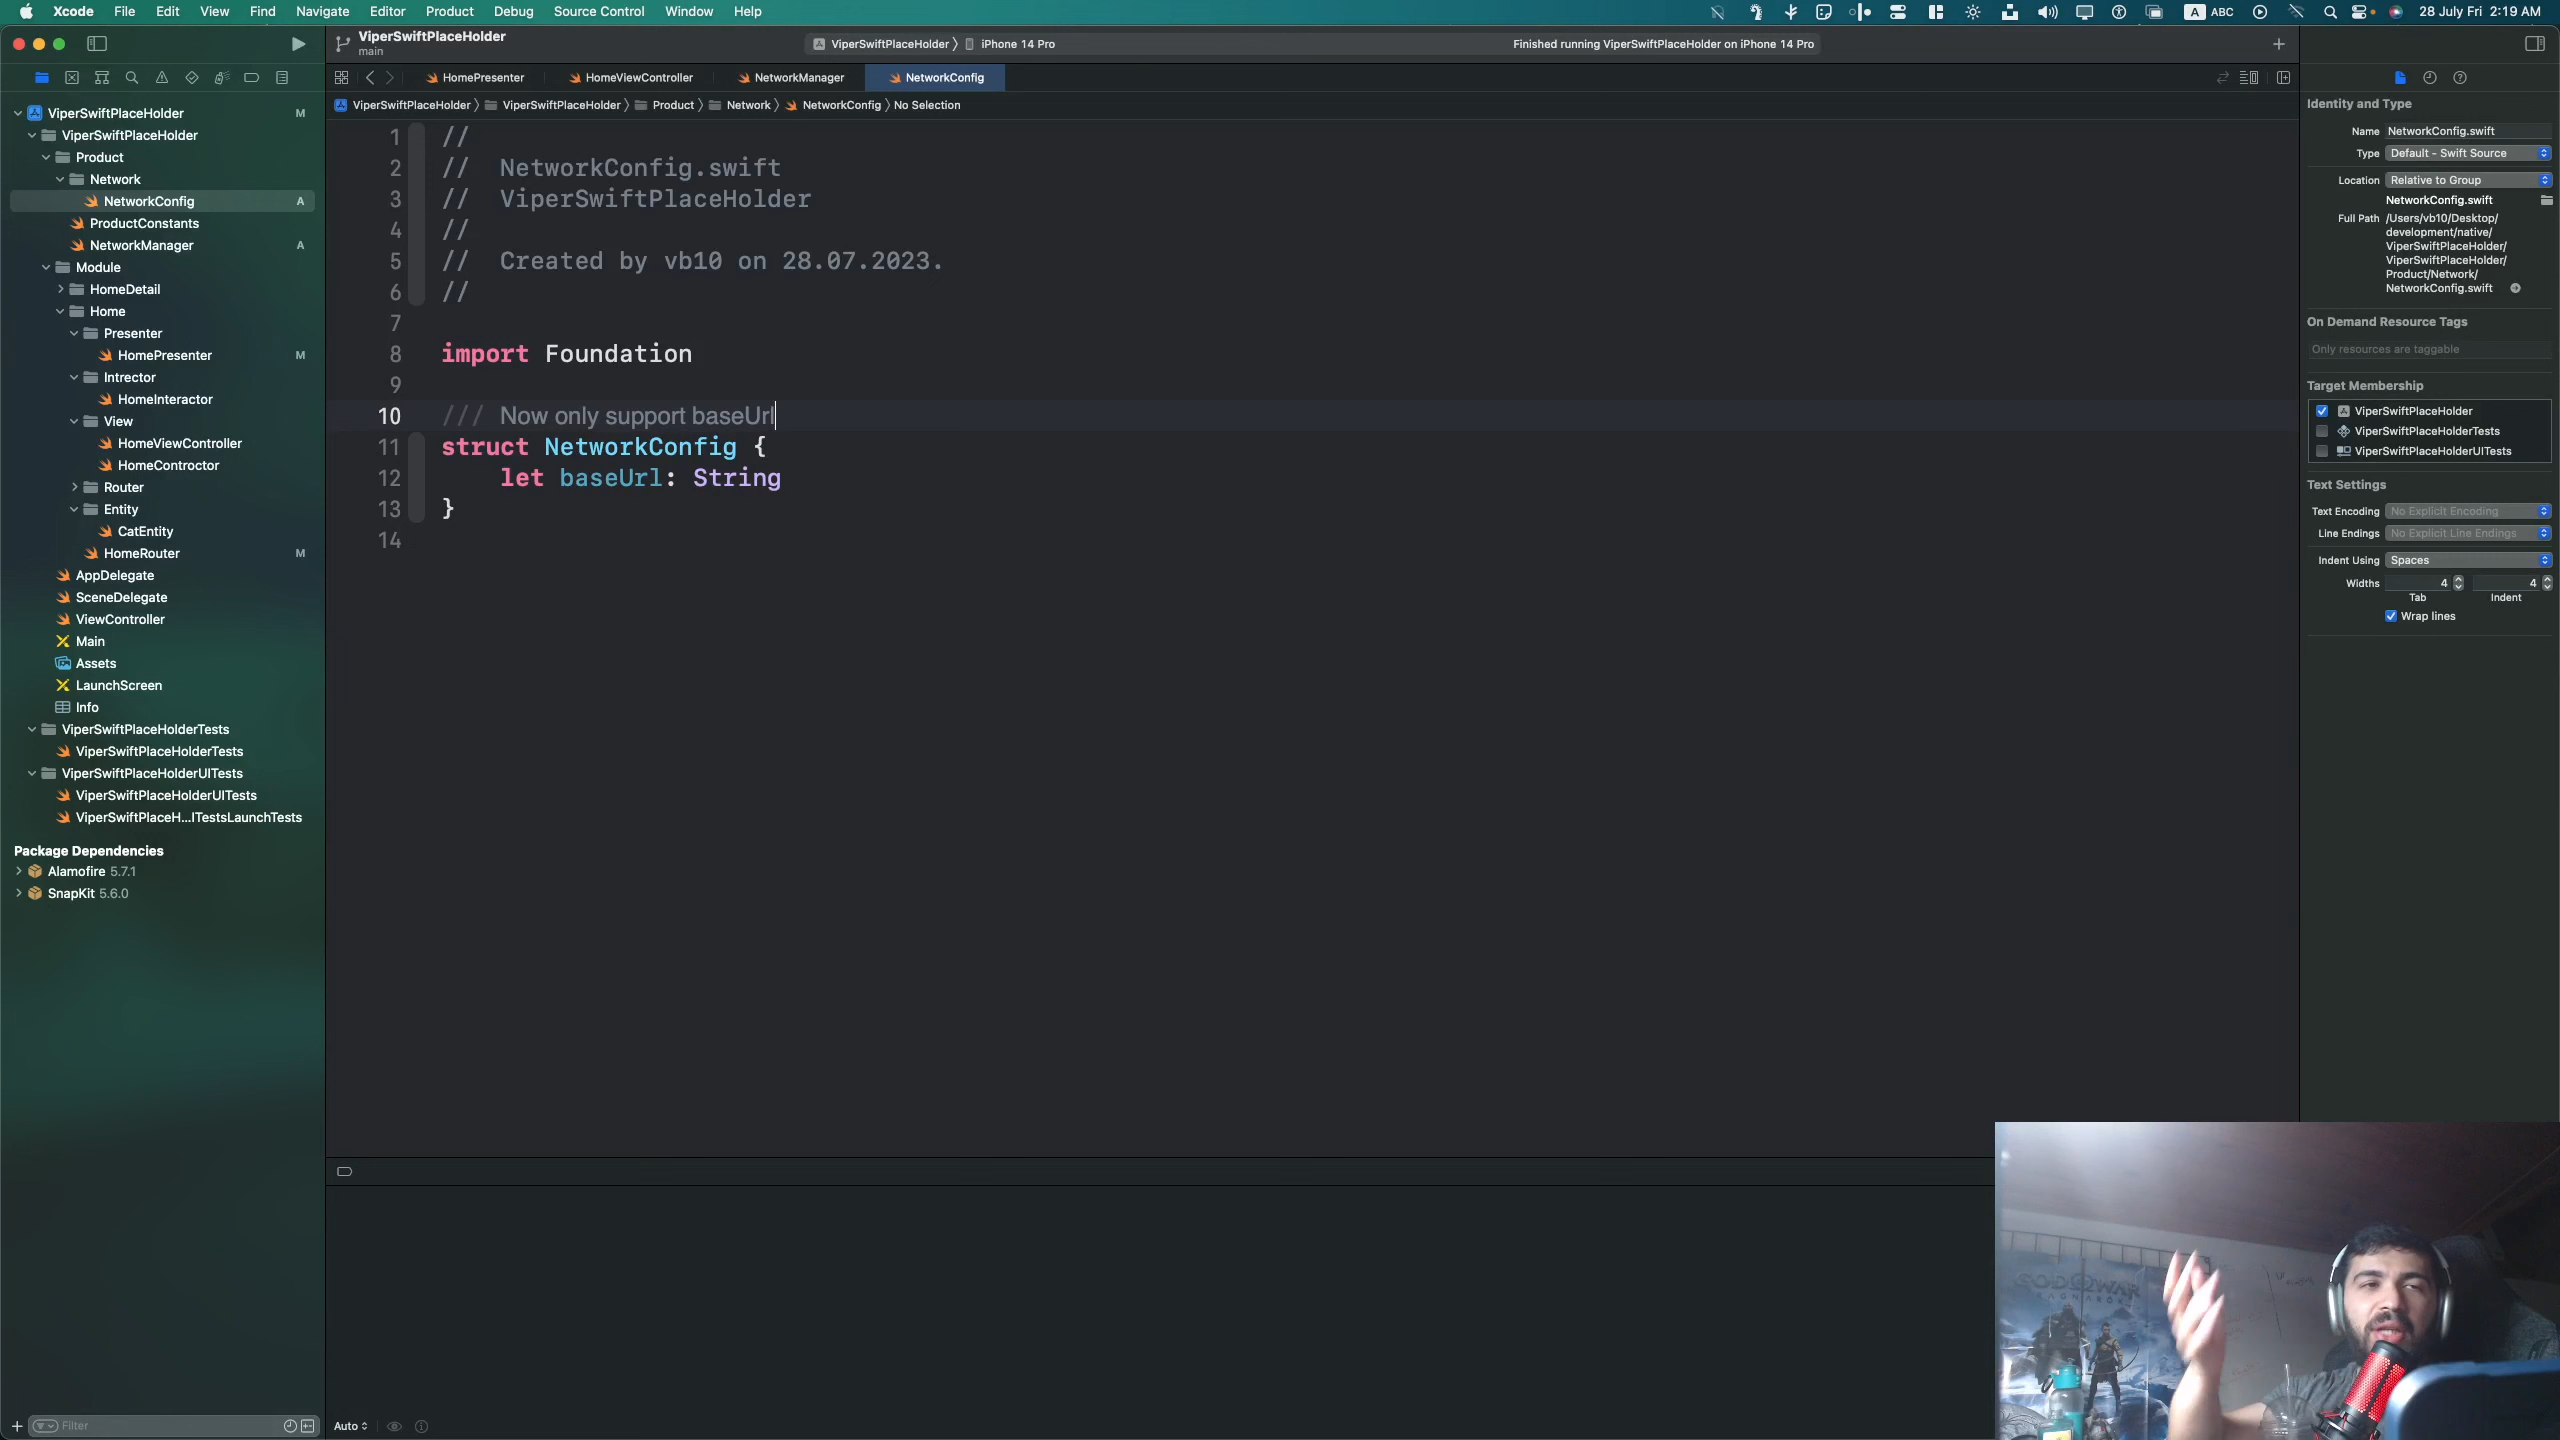 Xcode File Edit View Find Navigate Editor Product Debug Source Control Window Help
A ABC 28 July Fri 2:19 AM
ViperSwiftPlaceHolder
main
ViperSwiftPlaceHolder iPhone 14 Pro
Finished running ViperSwiftPlaceHolder on iPhone 14 Pro
HomePresenter HomeViewController NetworkManager NetworkConfig
ViperSwiftPlaceHolder ViperSwiftPlaceHolder Product Network NetworkConfig No Selection
ViperSwiftPlaceHolder M
ViperSwiftPlaceHolder
Product
Network
NetworkConfig A
ProductConstants
NetworkManager A
Module
HomeDetail
Home
Presenter
HomePresenter M
Intrector
HomeInteractor
View
HomeViewController
HomeControctor
Router
Entity
CatEntity
HomeRouter M
AppDelegate
SceneDelegate
ViewController
Main
Assets
LaunchScreen
Info
ViperSwiftPlaceHolderTests
ViperSwiftPlaceHolderTests
ViperSwiftPlaceHolderUITests
ViperSwiftPlaceHolderUITests
ViperSwiftPlaceH...ITestsLaunchTests
Package Dependencies
Alamofire 5.7.1
SnapKit 5.6.0
Filter
1 //
2 // NetworkConfig.swift
3 // ViperSwiftPlaceHolder
4 //
5 // Created by vb10 on 28.07.2023.
6 //
7
8 import Foundation
9
10 /// Now only support baseUrl
11 struct NetworkConfig {
12 let baseUrl: String
13 }
14
Auto
Identity and Type
Name NetworkConfig.swift
Type Default - Swift Source
Location Relative to Group
NetworkConfig.swift
Full Path /Users/vb10/Desktop/
development/native/
ViperSwiftPlaceHolder/
ViperSwiftPlaceHolder/
Product/Network/
NetworkConfig.swift
On Demand Resource Tags
Only resources are taggable
Target Membership
ViperSwiftPlaceHolder
ViperSwiftPlaceHolderTests
ViperSwiftPlaceHolderUITests
Text Settings
Text Encoding No Explicit Encoding
Line Endings No Explicit Line Endings
Indent Using Spaces
Widths 4 4
Tab Indent
Wrap lines
GOD OF WAR
RAGNARÖK